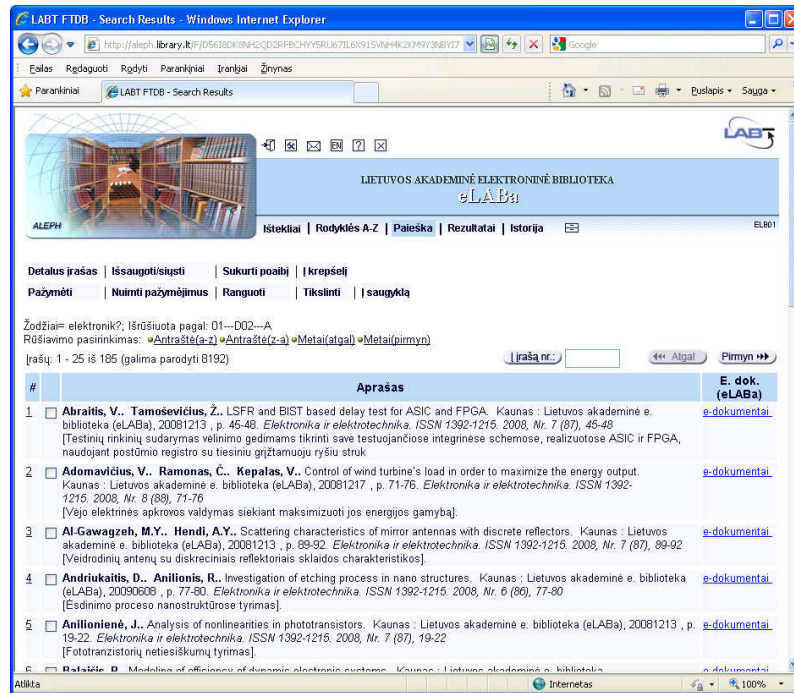 LABT FTDB - Search Results - Windows Internet Explorer
http://aleph.library.lt/F/
Google
Failas Redaguoti Rodyti Parankiniai Įrankiai Žinynas
Parankiniai LABT FTDB - Search Results Puslapis Sauga
LABT
EN ?
LIETUVOS AKADEMINĖ ELEKTRONINĖ BIBLIOTEKA
eLABa
ALEPH
Ištekliai | Rodyklės A-Z | Paieška | Rezultatai | Istorija ELB01
Detalus įrašas | Išsaugoti/siųsti | Sukurti poaibį | Į krepšelį
Pažymėti | Nuimti pažymėjimus | Ranguoti | Tikslinti | Į saugyklą
Žodžiai= elektronik?; Išrūšiuota pagal: 01---D02---A
Rūšiavimo pasirinkimas: Antraštė(a-z) Antraštė(z-a) Metai(atgal) Metai(pirmyn)
Įrašų: 1 - 25 iš 185 (galima parodyti 8192) Į įrašą nr.: Atgal Pirmyn
# Aprašas E. dok. (eLABa)
1 Abraitis, V.. Tamoševičius, Ž.. LSFR and BIST based delay test for ASIC and FPGA. Kaunas : Lietuvos akademinė e. e-dokumentai
biblioteka (eLABa), 20081213 , p. 45-48. Elektronika ir elektrotechnika. ISSN 1392-1215. 2008, Nr. 7 (87), 45-48
[Testinių rinkinių sudarymas vėlinimo gedimams tikrinti save testuojančiose integrinėse schemose, realizuotose ASIC ir FPGA,
naudojant postūmio registro su tiesiniu grįžtamuoju ryšiu struk
2 Adomavičius, V.. Ramonas, Č.. Kepalas, V.. Control of wind turbine's load in order to maximize the energy output. e-dokumentai
Kaunas : Lietuvos akademinė e. biblioteka (eLABa), 20081217 , p. 71-76. Elektronika ir elektrotechnika. ISSN 1392-
1215. 2008, Nr. 8 (88), 71-76
[Vėjo elektrinės apkrovos valdymas siekiant maksimizuoti jos energijos gamybą].
3 Al-Gawagzeh, M.Y.. Hendi, A.Y.. Scattering characteristics of mirror antennas with discrete reflectors. Kaunas : Lietuvos e-dokumentai
akademinė e. biblioteka (eLABa), 20081213 , p. 89-92. Elektronika ir elektrotechnika. ISSN 1392-1215. 2008, Nr. 7 (87), 89-92
[Veidrodinių antenų su diskreciniais reflektoriais sklaidos charakteristikos].
4 Andriukaitis, D.. Anilionis, R.. Investigation of etching process in nano structures. Kaunas : Lietuvos akademinė e. biblioteka e-dokumentai
(eLABa), 20090608 , p. 77-80. Elektronika ir elektrotechnika. ISSN 1392-1215. 2008, Nr. 6 (86), 77-80
[Ėsdinimo proceso nanostruktūrose tyrimas].
5 Anilionienė, J.. Analysis of nonlinearities in phototransistors. Kaunas : Lietuvos akademinė e. biblioteka (eLABa), 20081213 , p. e-dokumentai
19-22. Elektronika ir elektrotechnika. ISSN 1392-1215. 2008, Nr. 7 (87), 19-22
[Fototranzistorių netiesiškumų tyrimas].
6 Balaišis, P.. Modeling of efficiency of dynamic electronic systems. Kaunas : Lietuvos akademinė e. biblioteka e-dokumentai
Atlikta Internetas 100%